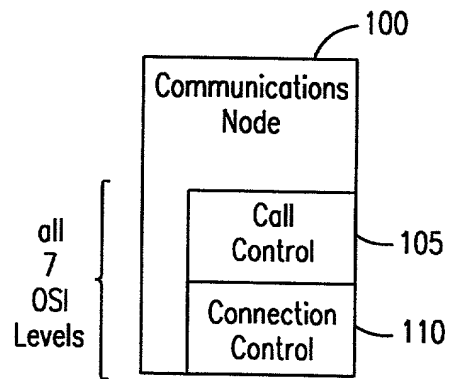 100
Communications
Node
all
7
OSI
Levels
Call
Control
105
Connection
Control
110